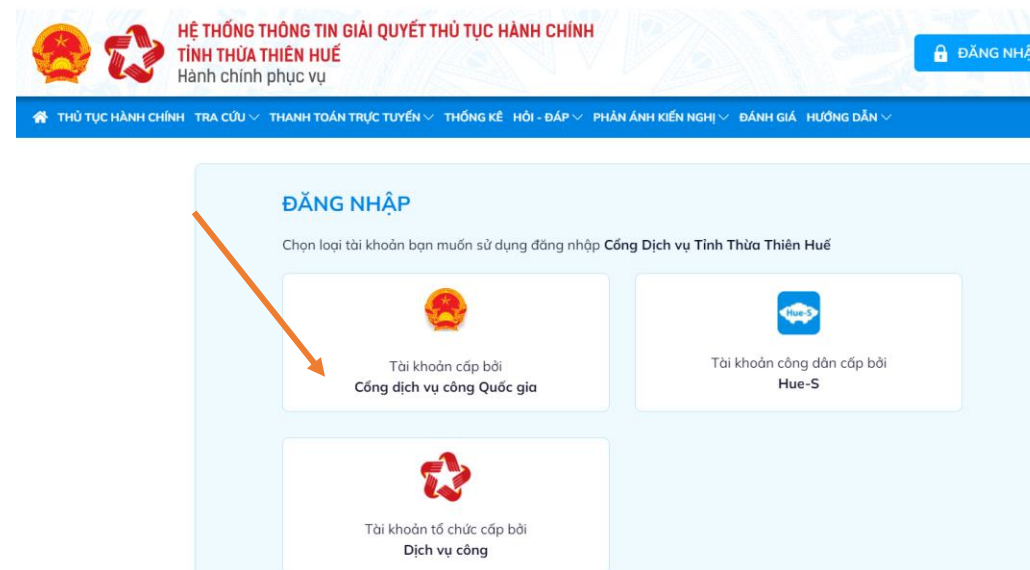 HỆ THỐNG THÔNG TIN GIẢI QUYẾT THỦ TỤC HÀNH CHÍNH
TỈNH THỪA THIÊN HUẾ
Hành chính phục vụ
ĐĂNG NHẬ
THỦ TỤC HÀNH CHÍNH TRA CỨU THANH TOÁN TRỰC TUYẾN THỐNG KÊ HỎI - ĐÁP PHẢN ÁNH KIẾN NGHỊ ĐÁNH GIÁ HƯỚNG DẪN
ĐĂNG NHẬP
Chọn loại tài khoản bạn muốn sử dụng đăng nhập Cổng Dịch vụ Tỉnh Thừa Thiên Huế
Tài khoản cấp bởi
Cổng dịch vụ công Quốc gia
Hue-S
Tài khoản công dân cấp bởi
Hue-S
Tài khoản tổ chức cấp bởi
Dịch vụ công